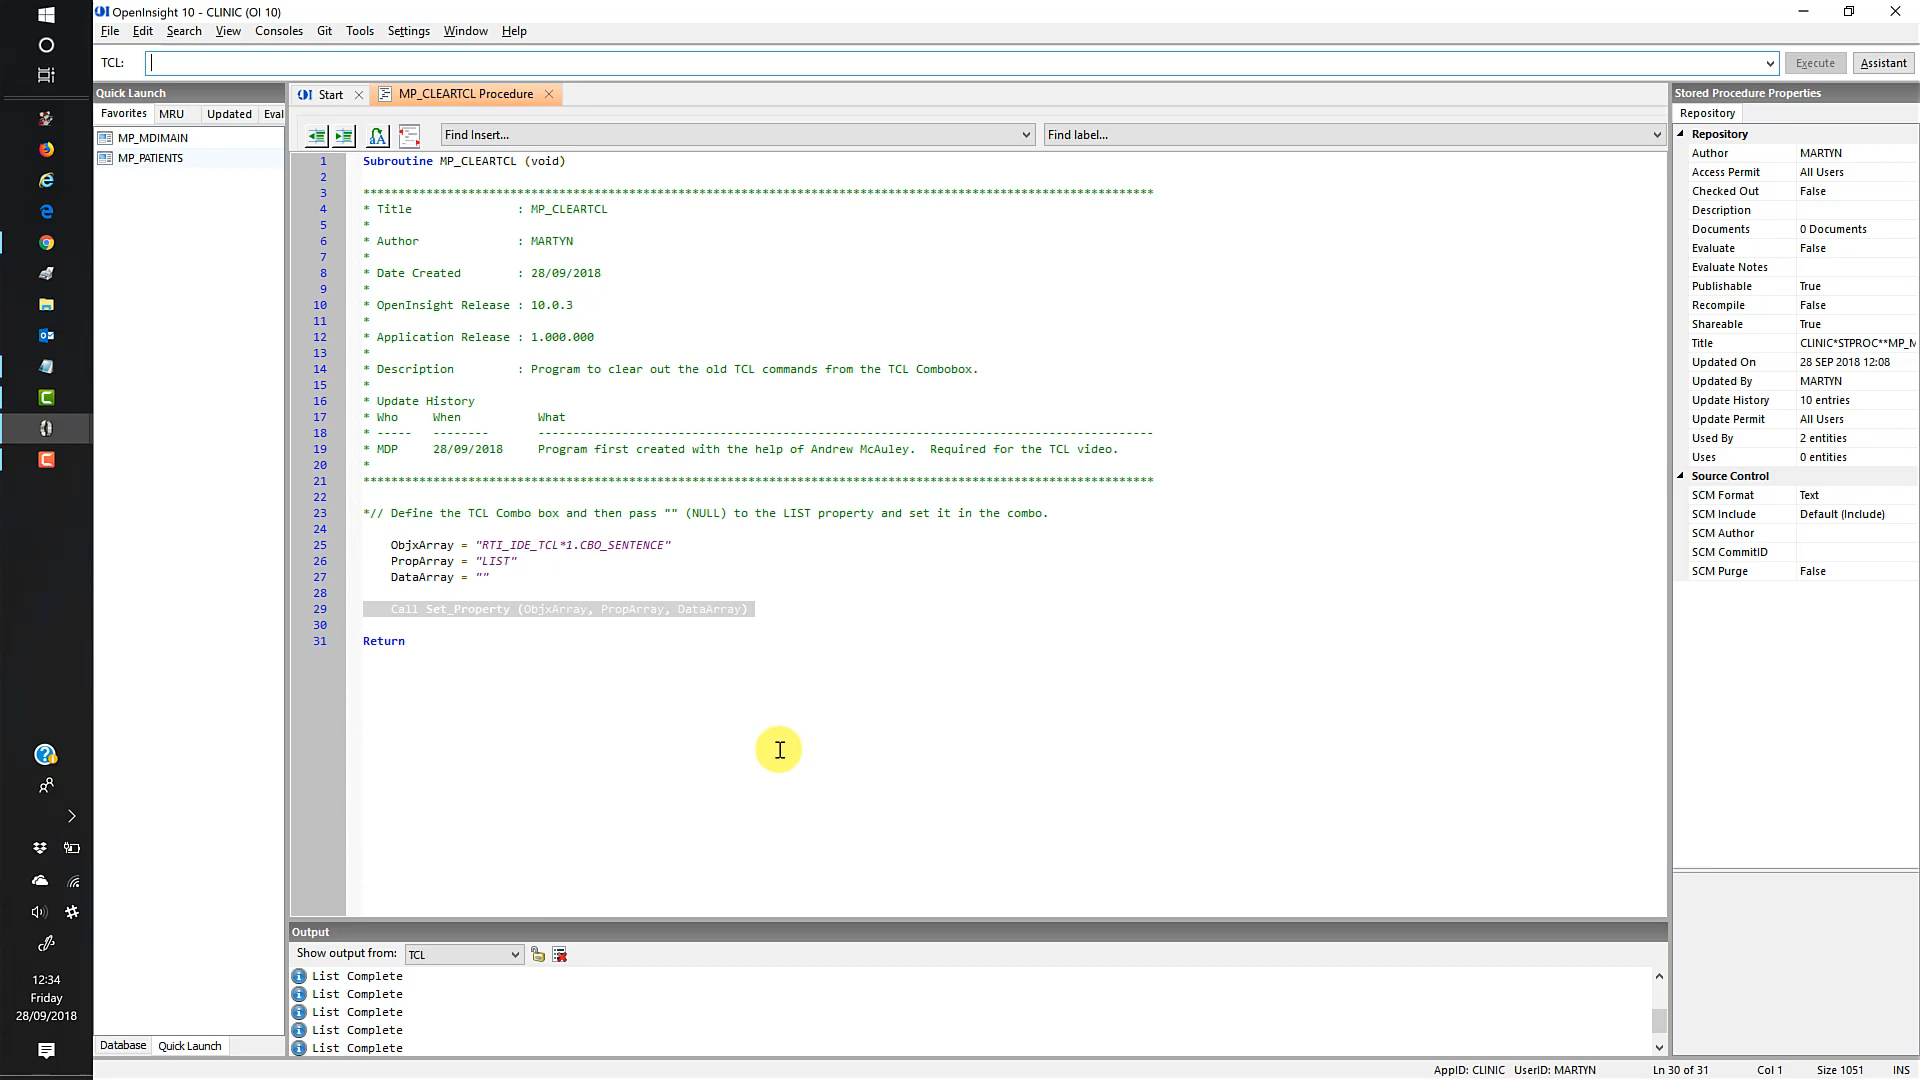 OpenInsight 10 - CLINIC (OI 10)
File Edit Search View Consoles Git Tools Settings Window Help
TCL:
Execute
Assistant
Quick Launch
Favorites MRU Updated Eval
MP_MDIMAIN
MP_PATIENTS
Database Quick Launch
Start
MP_CLEARTCL Procedure
Find Insert...
Find label...
1 Subroutine MP_CLEARTCL (void)
2
3 *****************************************************************************************************************
4 * Title : MP_CLEARTCL
5 *
6 * Author : MARTYN
7 *
8 * Date Created : 28/09/2018
9 *
10 * OpenInsight Release : 10.0.3
11 *
12 * Application Release : 1.000.000
13 *
14 * Description : Program to clear out the old TCL commands from the TCL Combobox.
15 *
16 * Update History
17 * Who When What
18 * ----- -------- ----------------------------------------------------------------------------------------
19 * MDP 28/09/2018 Program first created with the help of Andrew McAuley. Required for the TCL video.
20 *
21 *****************************************************************************************************************
22
23 *// Define the TCL Combo box and then pass "" (NULL) to the LIST property and set it in the combo.
24
25 ObjxArray = "RTI_IDE_TCL*1.CBO_SENTENCE"
26 PropArray = "LIST"
27 DataArray = ""
28
29 Call Set_Property (ObjxArray, PropArray, DataArray)
30
31 Return
Output
Show output from: TCL
List Complete
List Complete
List Complete
List Complete
List Complete
Stored Procedure Properties
Repository
Repository
Author MARTYN
Access Permit All Users
Checked Out False
Description
Documents 0 Documents
Evaluate False
Evaluate Notes
Publishable True
Recompile False
Shareable True
Title CLINIC*STPROC**MP_M
Updated On 28 SEP 2018 12:08
Updated By MARTYN
Update History 10 entries
Update Permit All Users
Used By 2 entities
Uses 0 entities
Source Control
SCM Format Text
SCM Include Default (Include)
SCM Author
SCM CommitID
SCM Purge False
12:34
Friday
28/09/2018
AppID: CLINIC UserID: MARTYN Ln 30 of 31 Col 1 Size 1051 INS